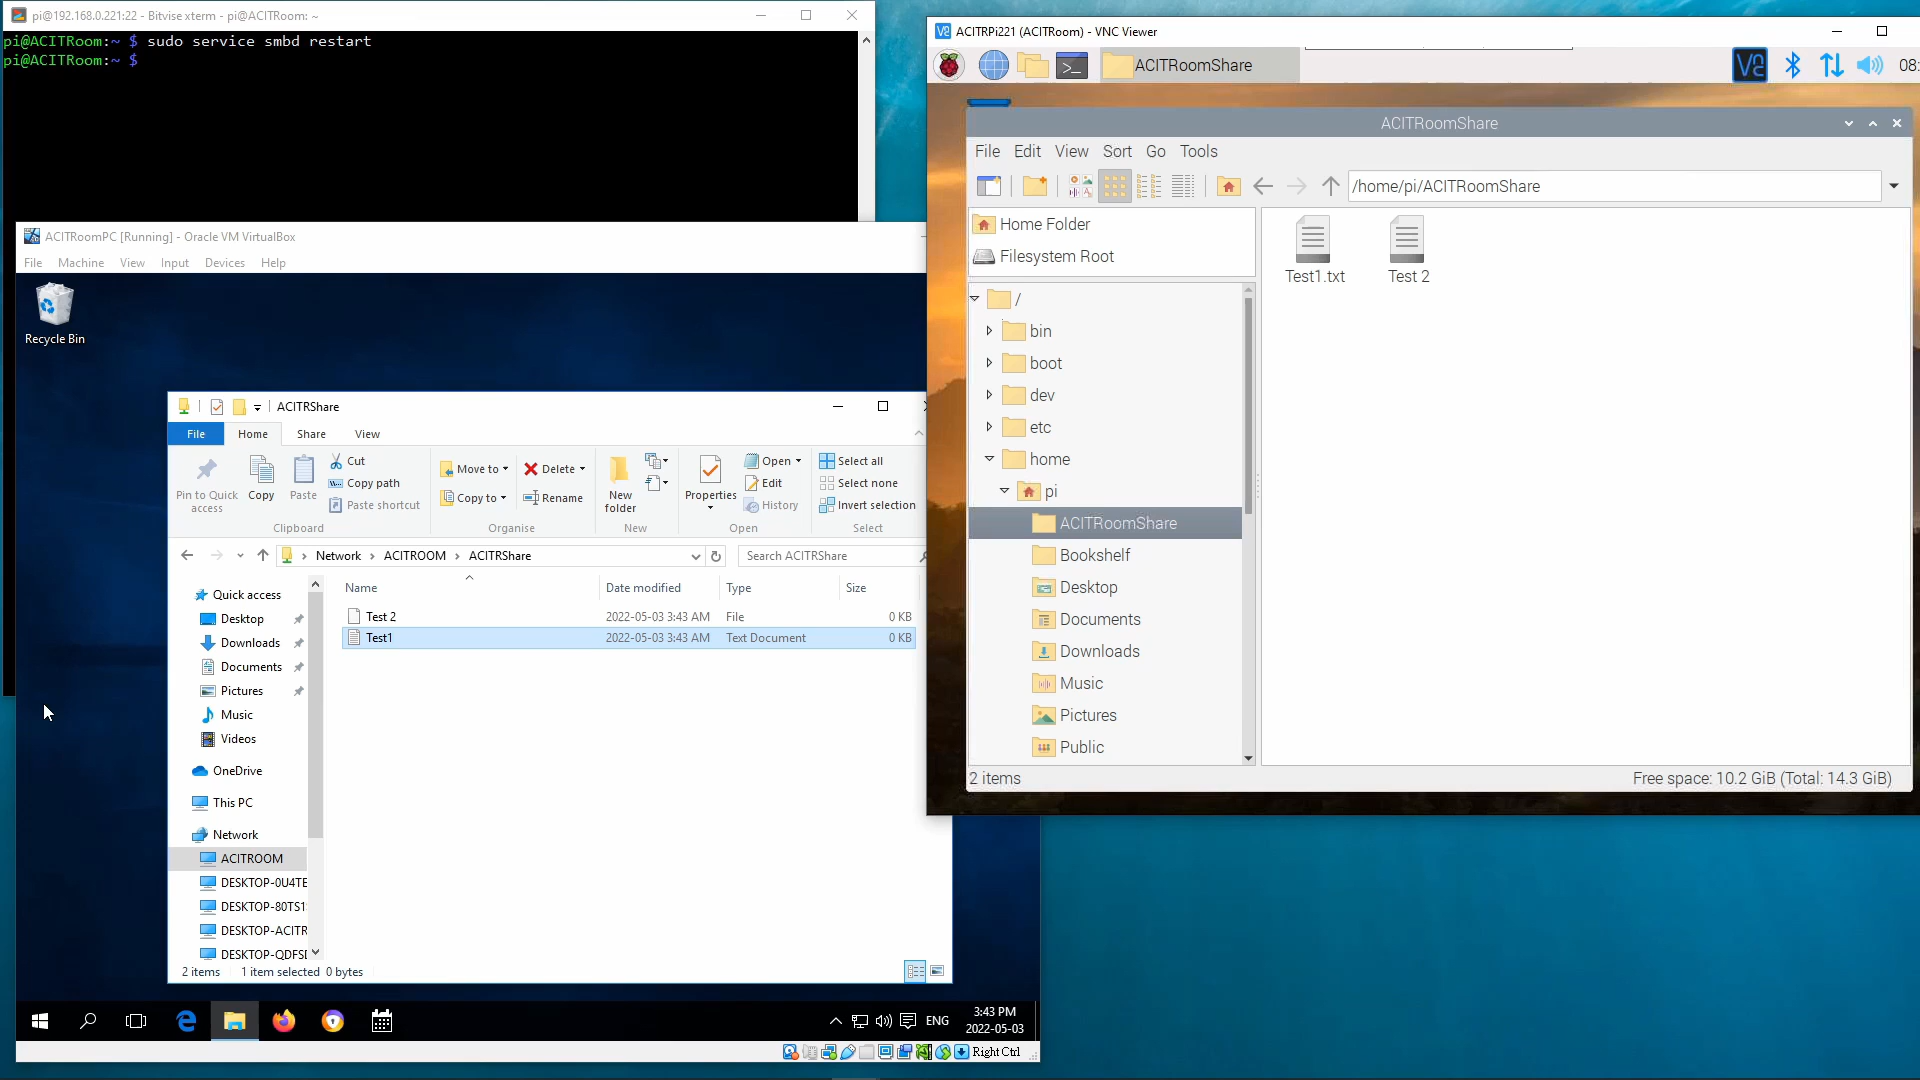 pi@192.168.0.221:22 - Bitvise xterm - pi@ACITRoom: ~
pi@ACITRoom:~ $ sudo service smbd restart
pi@ACITRoom:~ $
ACITRoomPC [Running] - Oracle VM VirtualBox
File Machine View Input Devices Help
Recycle Bin
ACITRShare
File Home Share View
Pin to Quick access
Copy
Paste
Cut
Copy path
Paste shortcut
Clipboard
Move to
Copy to
Delete
Rename
Organise
New folder
New
Properties
Open
Edit
History
Open
Select all
Select none
Invert selection
Select
Network > ACITROOM > ACITRShare
Search ACITRShare
Name Date modified Type Size
Test 2 2022-05-03 3:43 AM File 0 KB
Test1 2022-05-03 3:43 AM Text Document 0 KB
Quick access
Desktop
Downloads
Documents
Pictures
Music
Videos
OneDrive
This PC
Network
ACITROOM
DESKTOP-0U4TE
DESKTOP-80TS1
DESKTOP-ACITR
DESKTOP-QDFS
2 items 1 item selected 0 bytes
ENG
3:43 PM
2022-05-03
Right Ctrl
ACITRPi221 (ACITRoom) - VNC Viewer
ACITRoomShare
08:
ACITRoomShare
File Edit View Sort Go Tools
/home/pi/ACITRoomShare
Home Folder
Filesystem Root
/
bin
boot
dev
etc
home
pi
ACITRoomShare
Bookshelf
Desktop
Documents
Downloads
Music
Pictures
Public
Test1.txt
Test 2
2 items
Free space: 10.2 GiB (Total: 14.3 GiB)